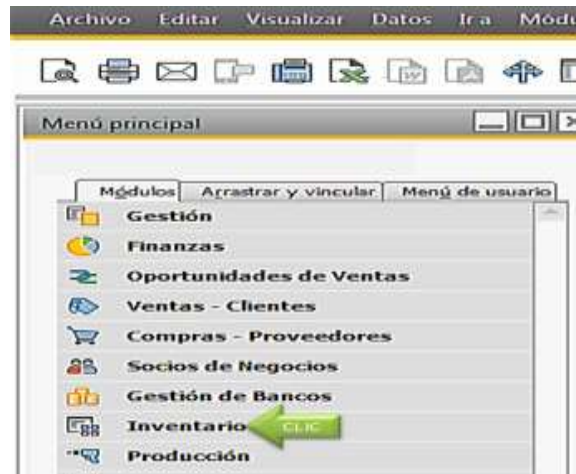 Archivo Editar Visualizar Datos Ir a Módu
Menú principal
Módulos Arrastrar y vincular Menú de usuario
Gestión
Finanzas
Oportunidades de Ventas
Ventas - Clientes
Compras - Proveedores
Socios de Negocios
Gestión de Bancos
Inventario CLIC
Producción